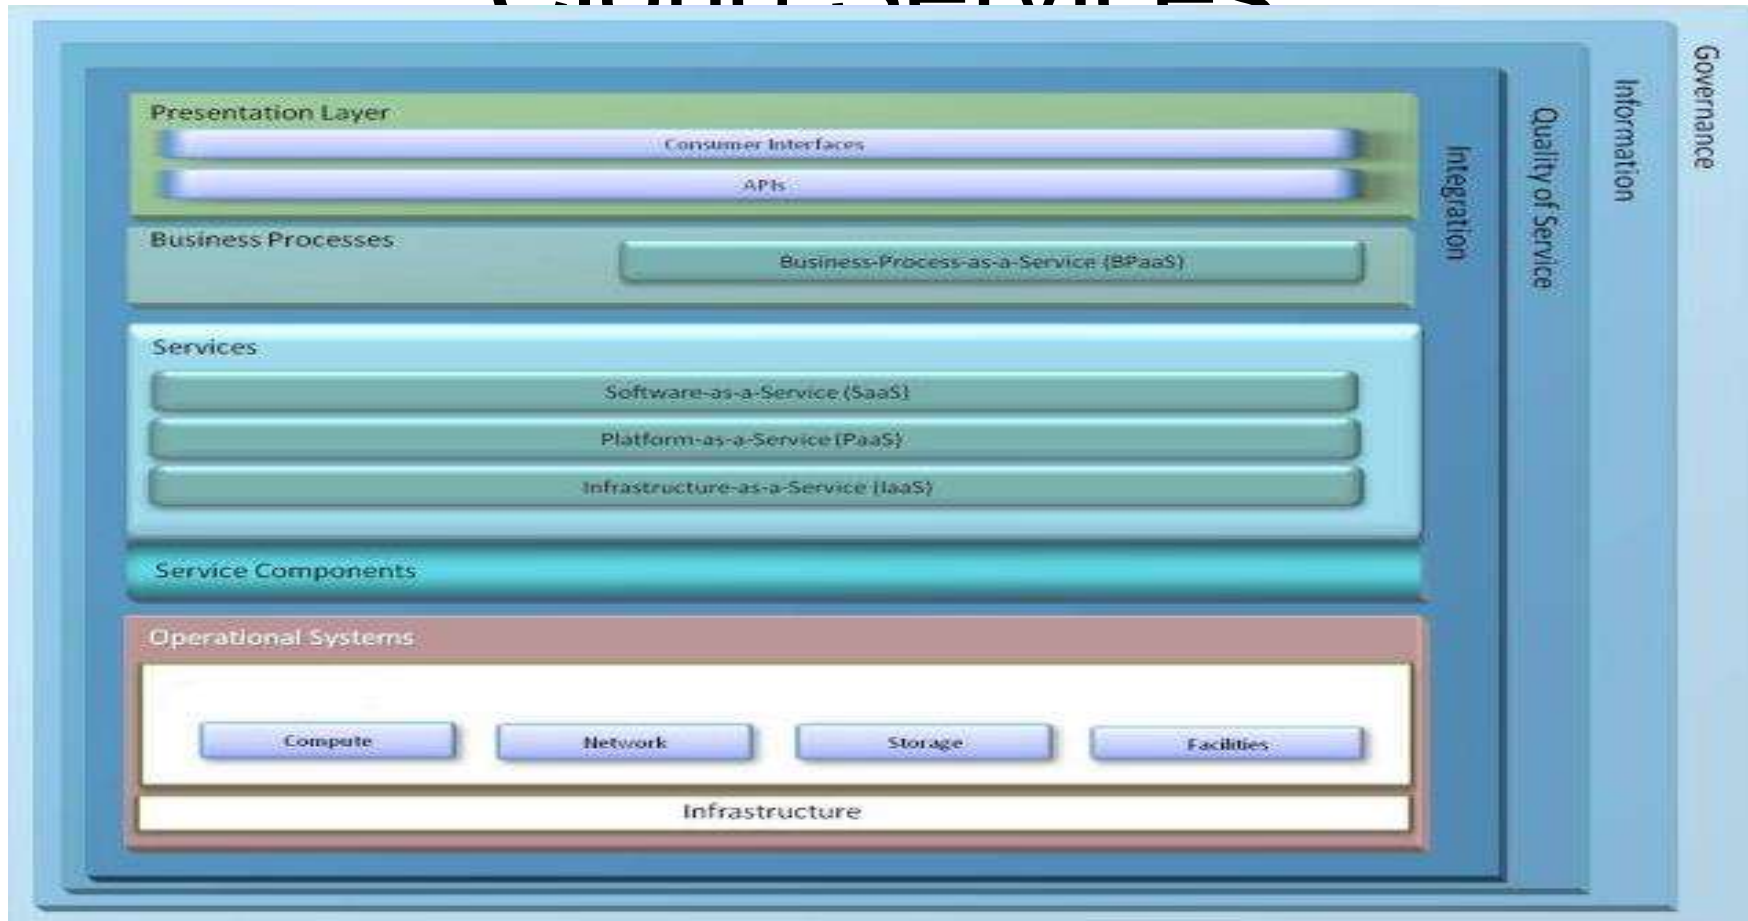 Cloud Services
Governance
Information
Quality of Service
Integration
Presentation Layer
Consumer Interfaces
APIs
Business Processes
Business-Process-as-a-Service (BPaaS)
Services
Software-as-a-Service (SaaS)
Platform-as-a-Service (PaaS)
Infrastructure-as-a-Service (IaaS)
Service Components
Operational Systems
Compute
Network
Storage
Facilities
Infrastructure